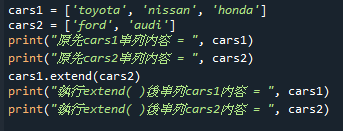 cars1 = ['toyota', 'nissan', 'honda']
cars2 = ['ford', 'audi']
print("原先cars1串列內容 = ", cars1)
print("原先cars2串列內容 = ", cars2)
cars1.extend(cars2)
print("執行extend( )後串列cars1內容 = ", cars1)
print("執行extend( )後串列cars2內容 = ", cars2)